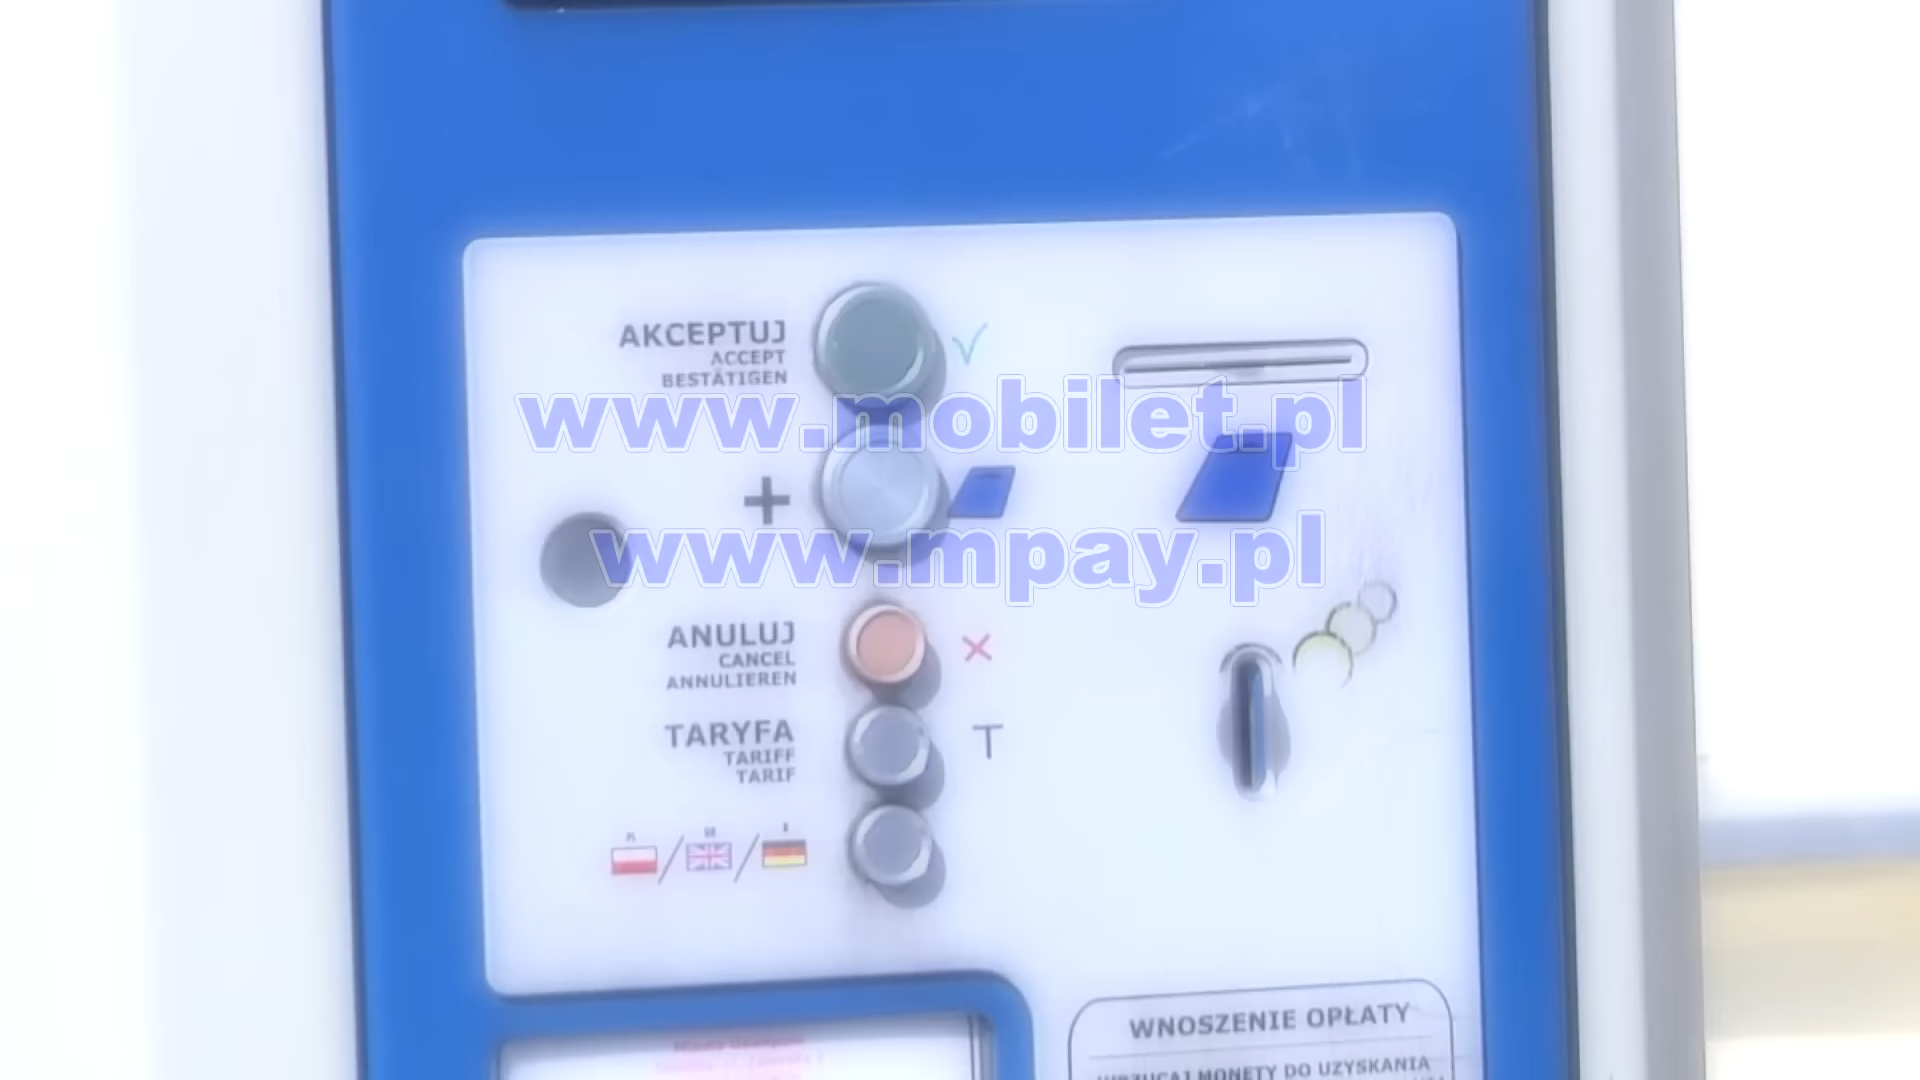 AKCEPTUJ
ACCEPT
BESTÄTIGEN
www.mobilet.pl
+
www.mpay.pl
ANULUJ
CANCEL
ANNULIEREN
TARYFA
TARIFF
TARIF
T
WNOSZENIE OPŁATY
WRZUCAJ MONETY DO UZYSKANIA